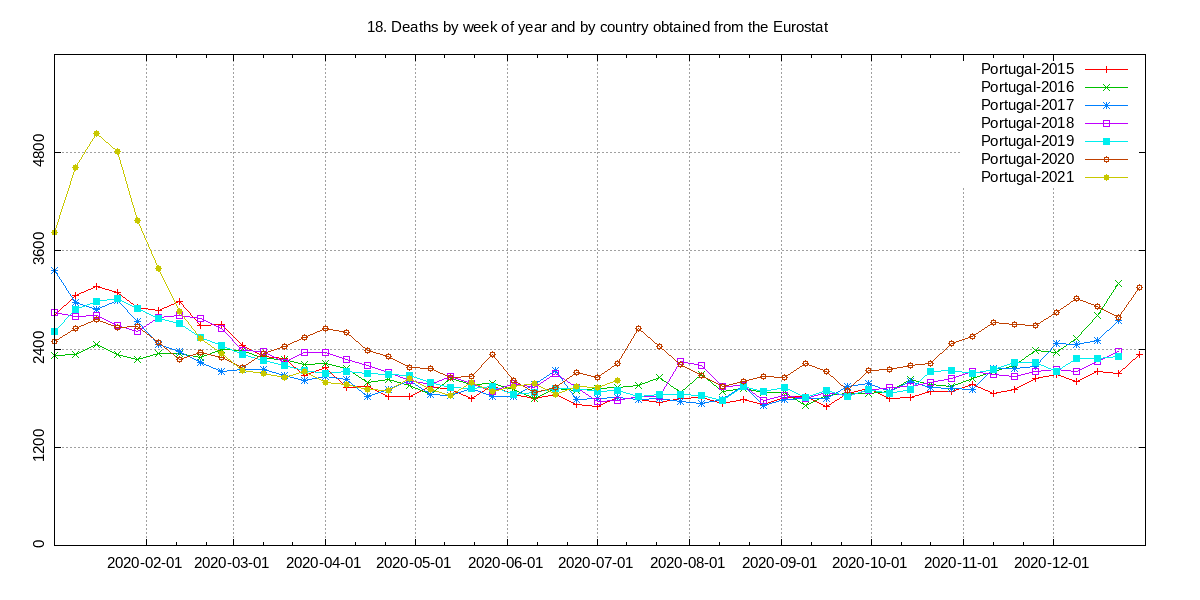 18. Deaths by week of year and by country obtained from the Eurostat
Portugal-2015
Portugal-2016
Portugal-2017
Portugal-2018
Portugal-2019
Portugal-2020
Portugal-2021
4800
3600
2400
1200
0
2020-02-01 2020-03-01 2020-04-01 2020-05-01 2020-06-01 2020-07-01 2020-08-01 2020-09-01 2020-10-01 2020-11-01 2020-12-01